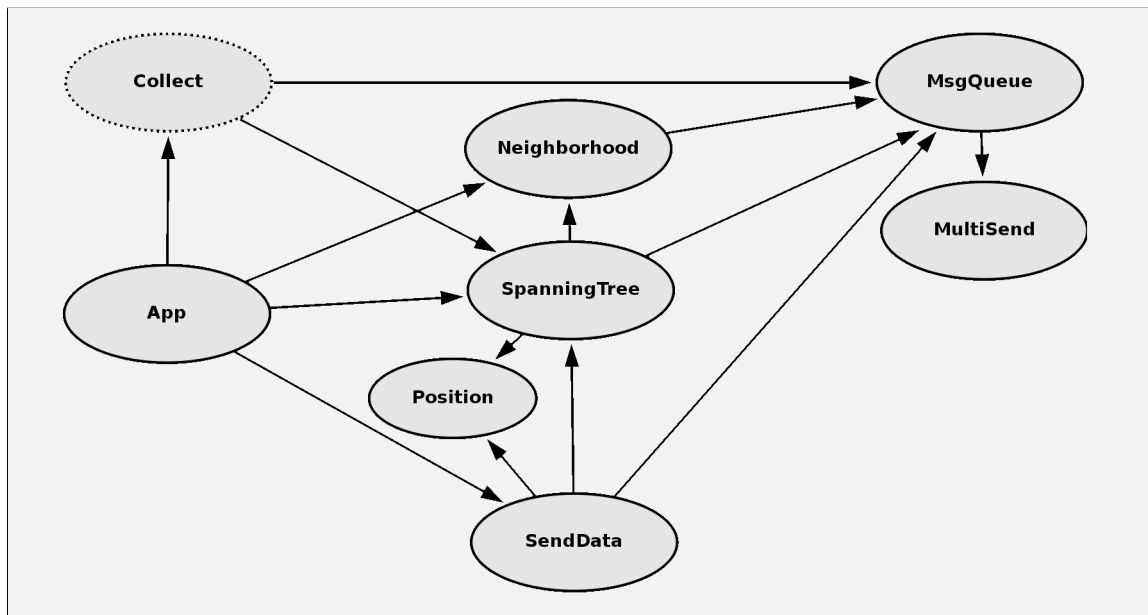 Collect
MsgQueue
Neighborhood
MultiSend
SpanningTree
App
Position
SendData